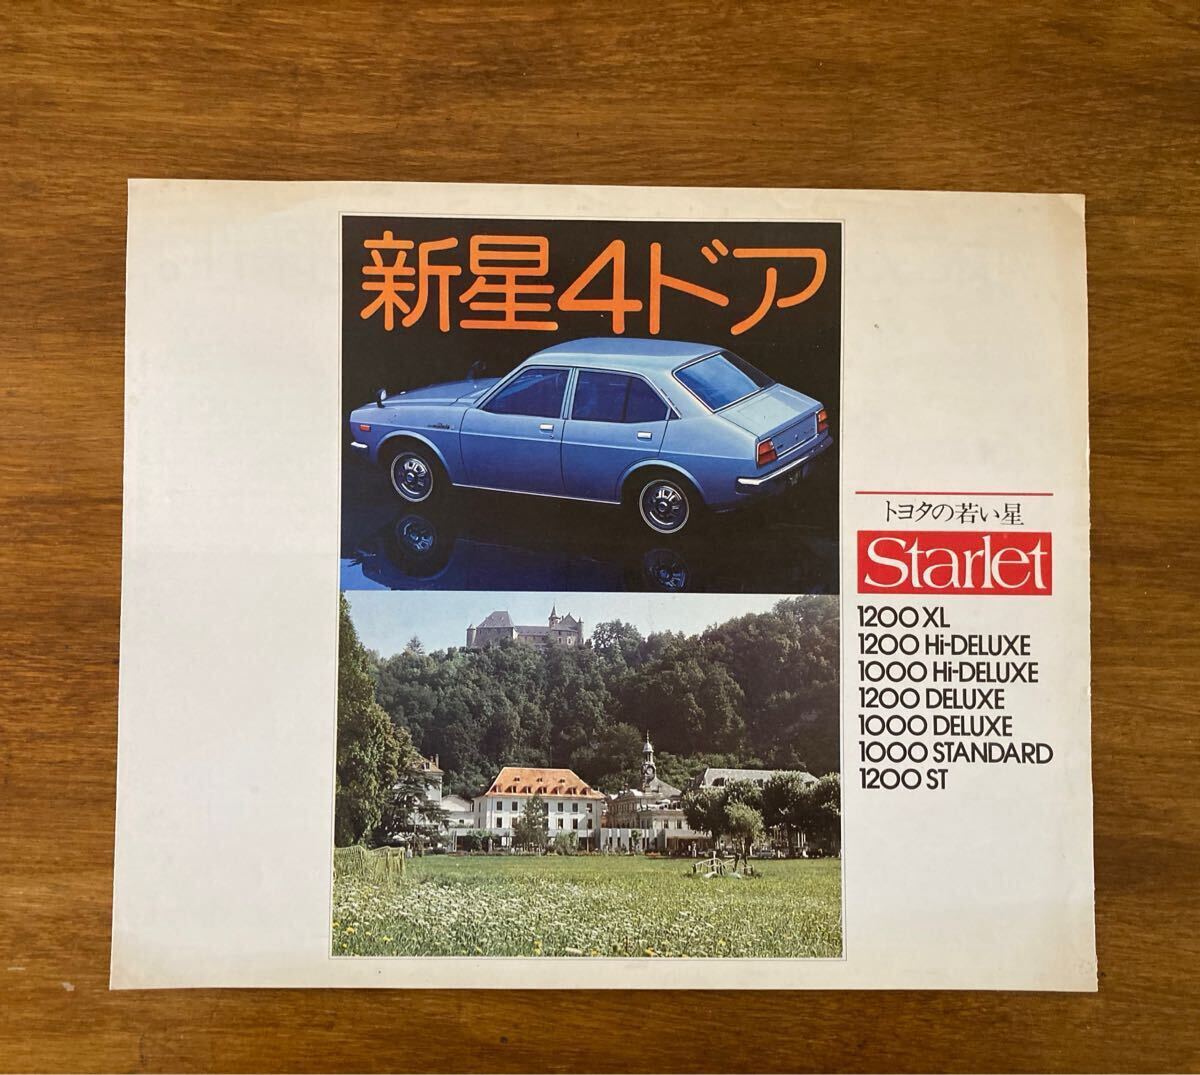 新星4ドア
トヨタの若い星
Starlet
1200 XL
1200 Hi-DELUXE
1000 Hi-DELUXE
1200 DELUXE
1000 DELUXE
1000 STANDARD
1200 ST